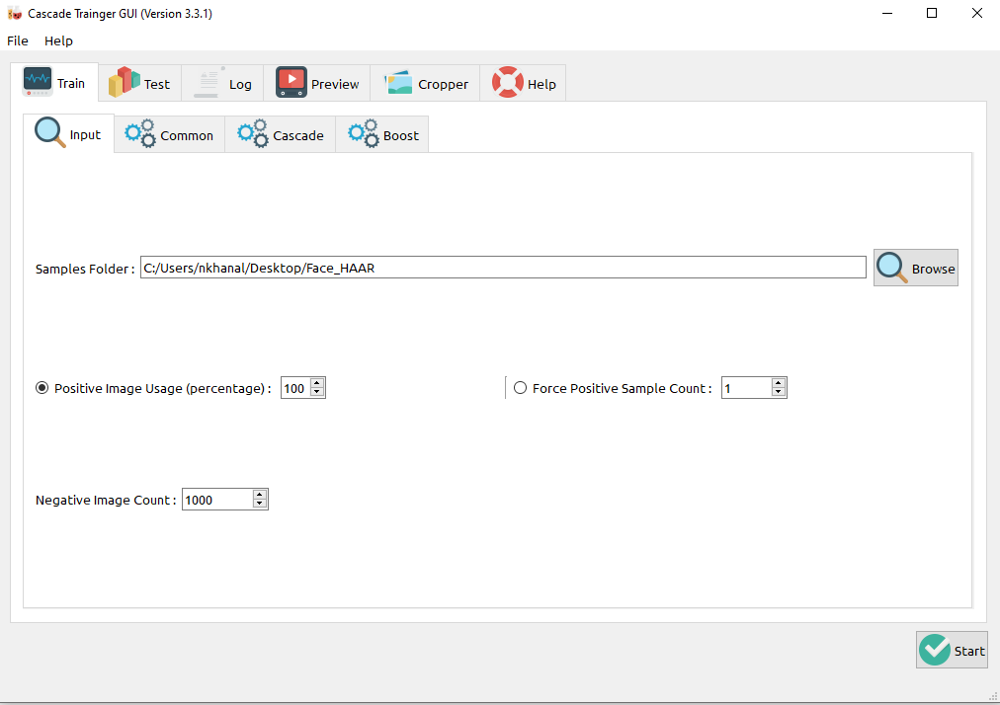 Cascade Trainger GUI (Version 3.3.1)
File Help
Train Test Log Preview Cropper Help
Input Common Cascade Boost
Samples Folder : C:/Users/nkhanal/Desktop/Face_HAAR Browse
Positive Image Usage (percentage) : 100 Force Positive Sample Count : 1
Negative Image Count : 1000
Start